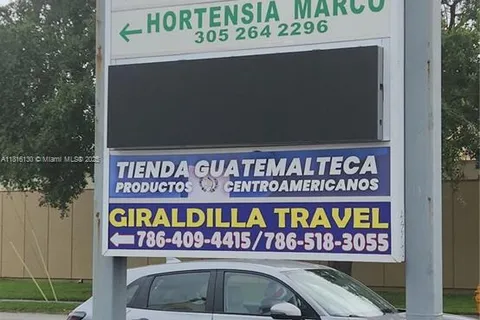 HORTENSIA MARCO
305 264 2296
TIENDA GUATEMALTECA
PRODUCTOS CENTROAMERICANOS
GIRALDILLA TRAVEL
786-409-4415/786-518-3055
A11816130 © Miami MLS® 2025